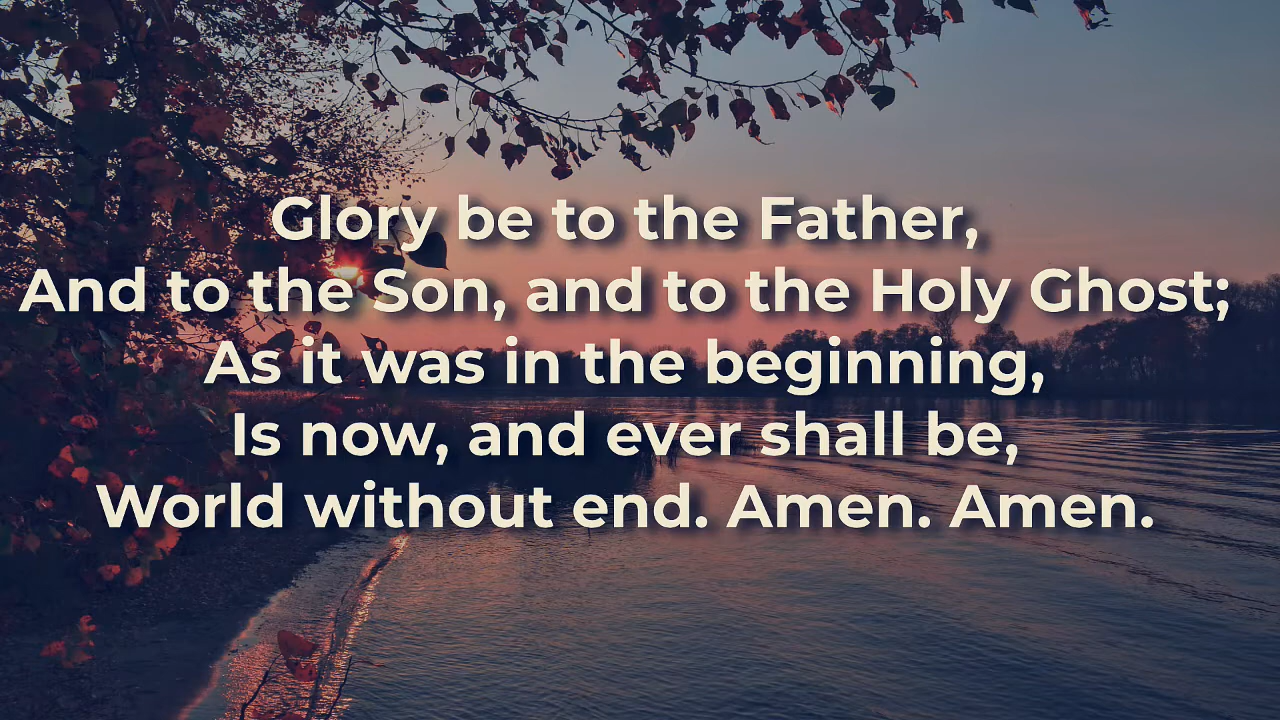 Glory be to the Father,
And to the Son, and to the Holy Ghost;
As it was in the beginning,
Is now, and ever shall be,
World without end. Amen. Amen.